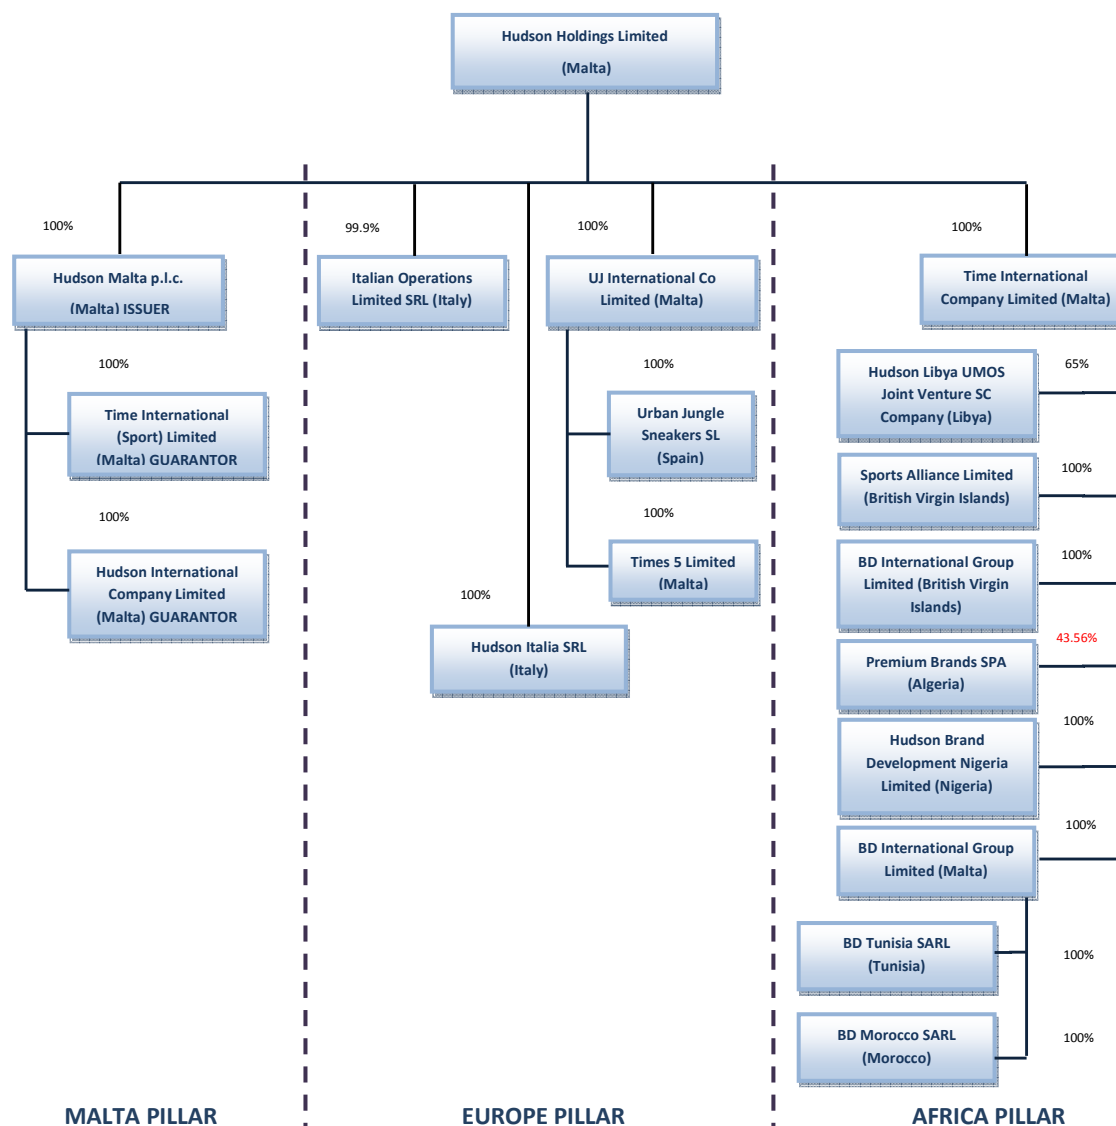 Hudson Holdings Limited
(Malta)
100%
99.9%
100%
100%
Hudson Malta p.l.c.
(Malta) ISSUER
Italian Operations
Limited SRL (Italy)
UJ International Co
Limited (Malta)
Time International
Company Limited (Malta)
100%
Time International
(Sport) Limited
(Malta) GUARANTOR
100%
Hudson International
Company Limited
(Malta) GUARANTOR
100%
Urban Jungle
Sneakers SL
(Spain)
100%
Times 5 Limited
(Malta)
100%
Hudson Italia SRL
(Italy)
Hudson Libya UMOS
Joint Venture SC
Company (Libya)
65%
Sports Alliance Limited
(British Virgin Islands)
100%
BD International Group
Limited (British Virgin
Islands)
100%
Premium Brands SPA
(Algeria)
43.56%
Hudson Brand
Development Nigeria
Limited (Nigeria)
100%
BD International Group
Limited (Malta)
100%
BD Tunisia SARL
(Tunisia)
100%
BD Morocco SARL
(Morocco)
100%
MALTA PILLAR
EUROPE PILLAR
AFRICA PILLAR